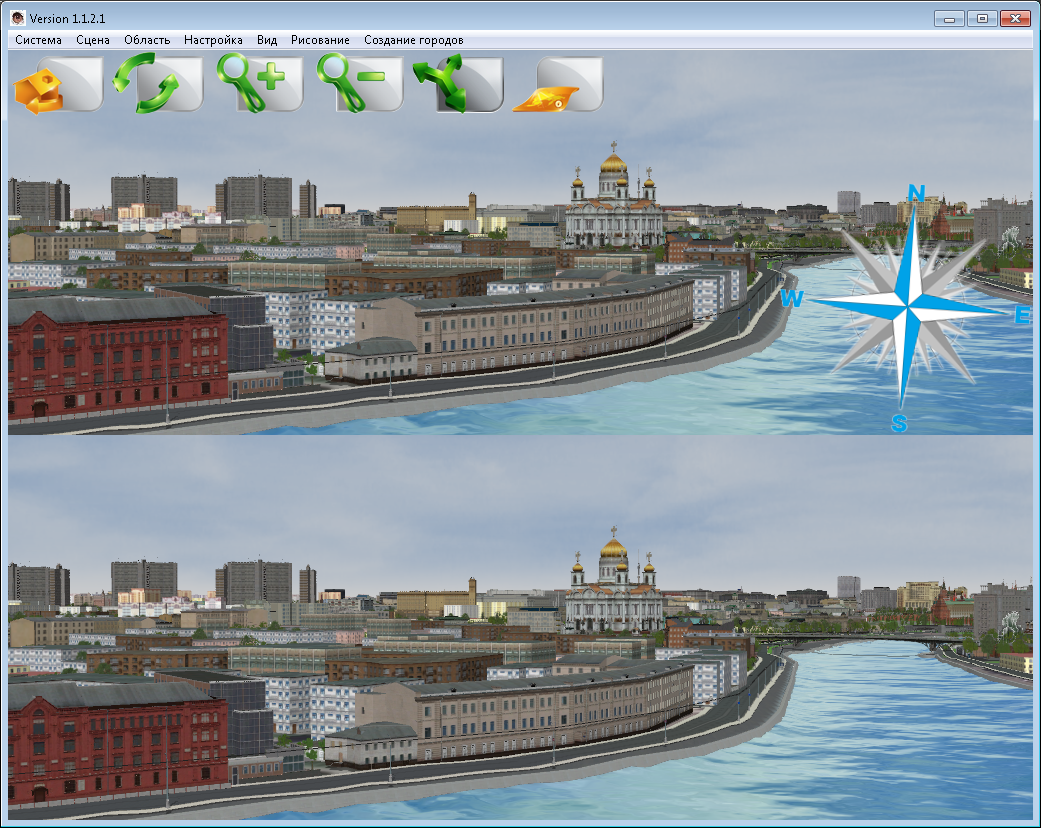 Version 1.1.2.1
Система Сцена Область Настройка Вид Рисование Создание городов
N
W
E
S